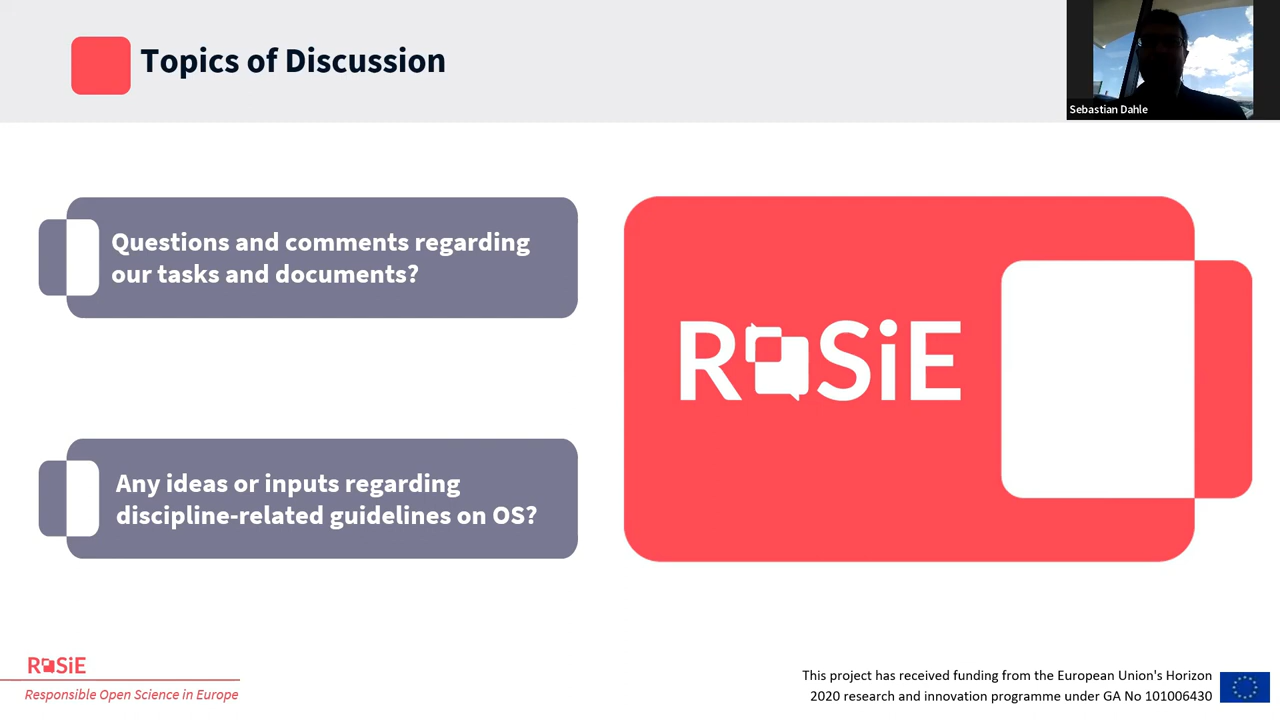 Topics of Discussion
Sebastian Dahle
Questions and comments regarding
our tasks and documents?
Any ideas or inputs regarding
discipline-related guidelines on OS?
RoSiE
RoSiE
Responsible Open Science in Europe
This project has received funding from the European Union's Horizon
2020 research and innovation programme under GA No 101006430